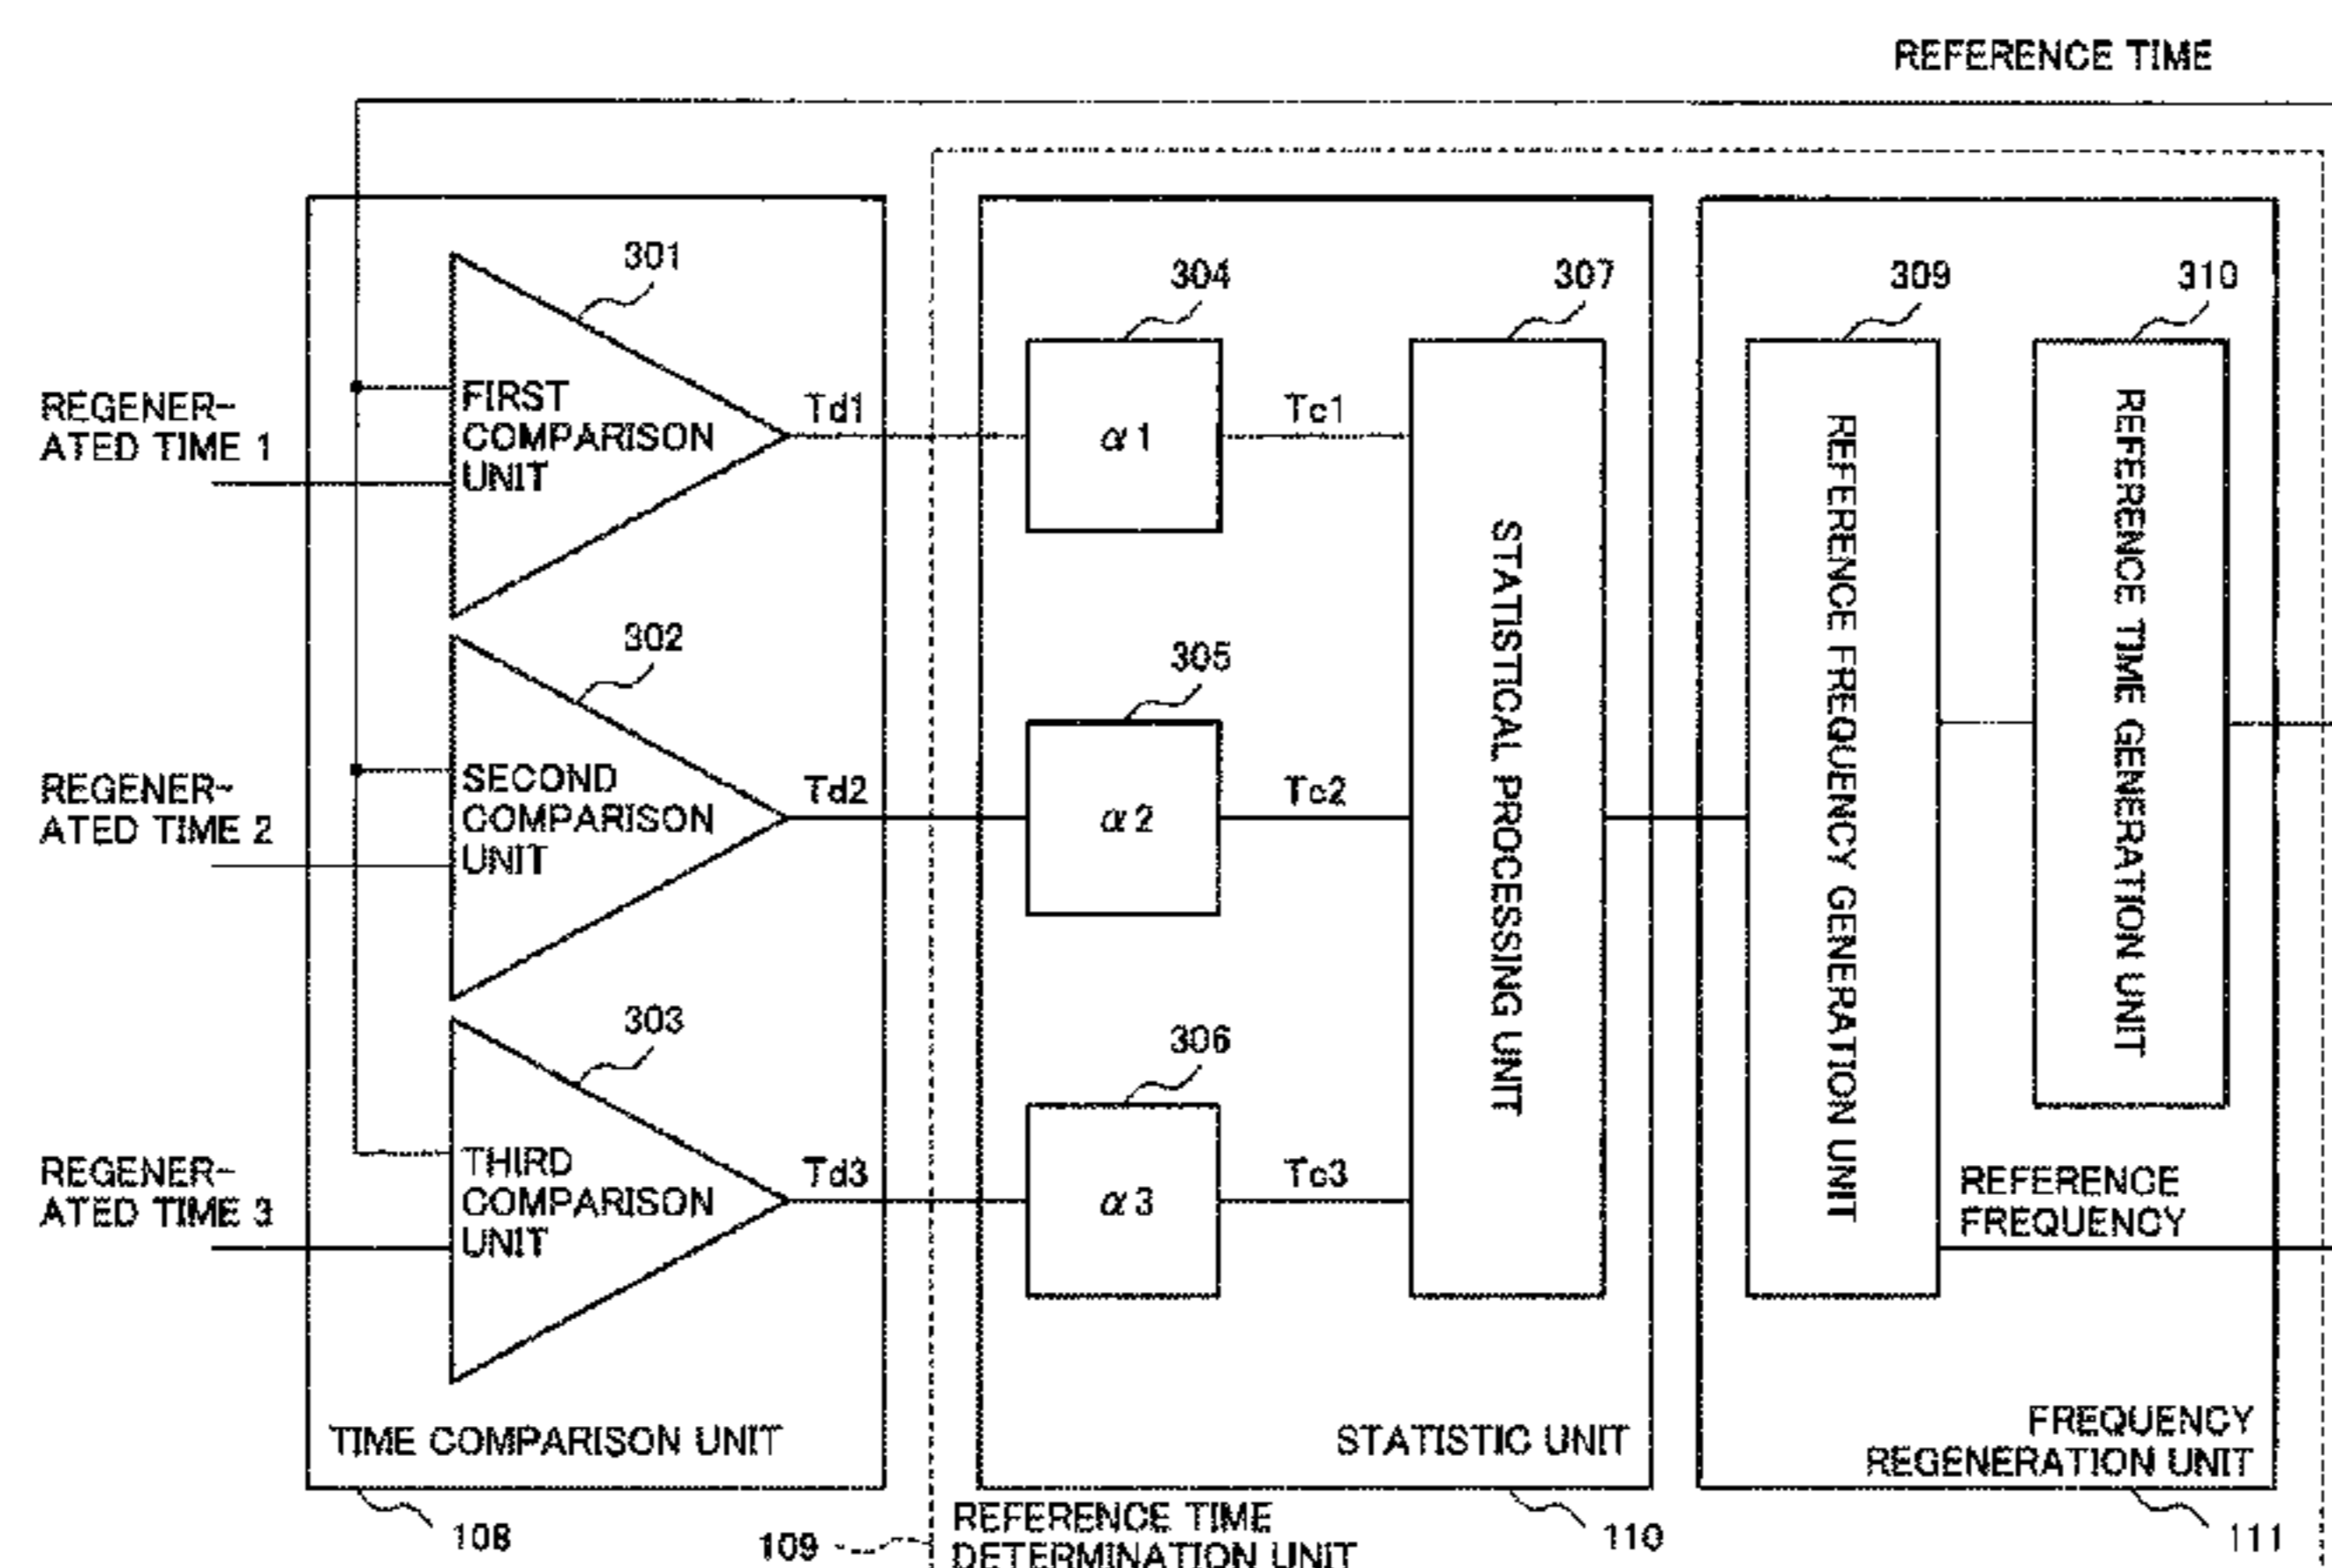 REFERENCE TIME
301
304
307
309
310
REGENER-
ATED TIME 1
FIRST
COMPARISON
UNIT
Td1
α1
Tc1
302
305
REGENER-
ATED TIME 2
SECOND
COMPARISON
UNIT
Td2
α2
Tc2
303
306
REGENER-
ATED TIME 3
THIRD
COMPARISON
UNIT
Td3
α3
Tc3
STATISTICAL PROCESSING UNIT
REFERENCE FREQUENCY GENERATION UNIT
REFERENCE TIME GENERATION UNIT
REFERENCE
FREQUENCY
TIME COMPARISON UNIT
STATISTIC UNIT
FREQUENCY
REGENERATION UNIT
108
109
REFERENCE TIME
DETERMINATION UNIT
110
111